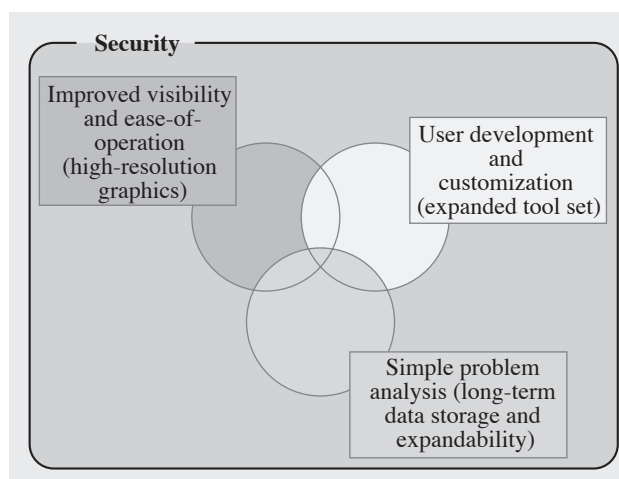 Security
Improved visibility
and ease-of-
operation
(high-resolution
graphics)
User development
and
customization
(expanded tool set)
Simple problem
analysis (long-term
data storage and
expandability)